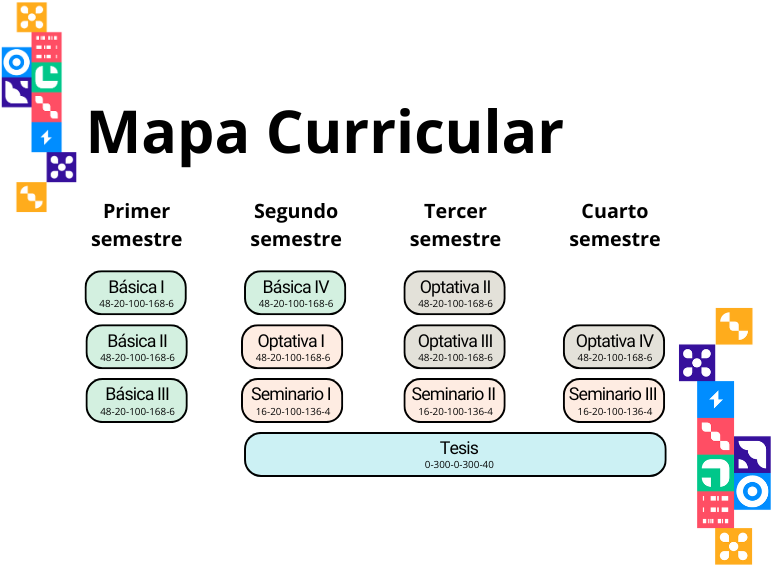 Mapa Curricular
Primer
semestre
Segundo
semestre
Tercer
semestre
Cuarto
semestre
Básica I
48-20-100-168-6
Básica IV
48-20-100-168-6
Optativa II
48-20-100-168-6
Básica II
48-20-100-168-6
Optativa I
48-20-100-168-6
Optativa III
48-20-100-168-6
Optativa IV
48-20-100-168-6
Básica III
48-20-100-168-6
Seminario I
16-20-100-136-4
Seminario II
16-20-100-136-4
Seminario III
16-20-100-136-4
Tesis
0-300-0-300-40